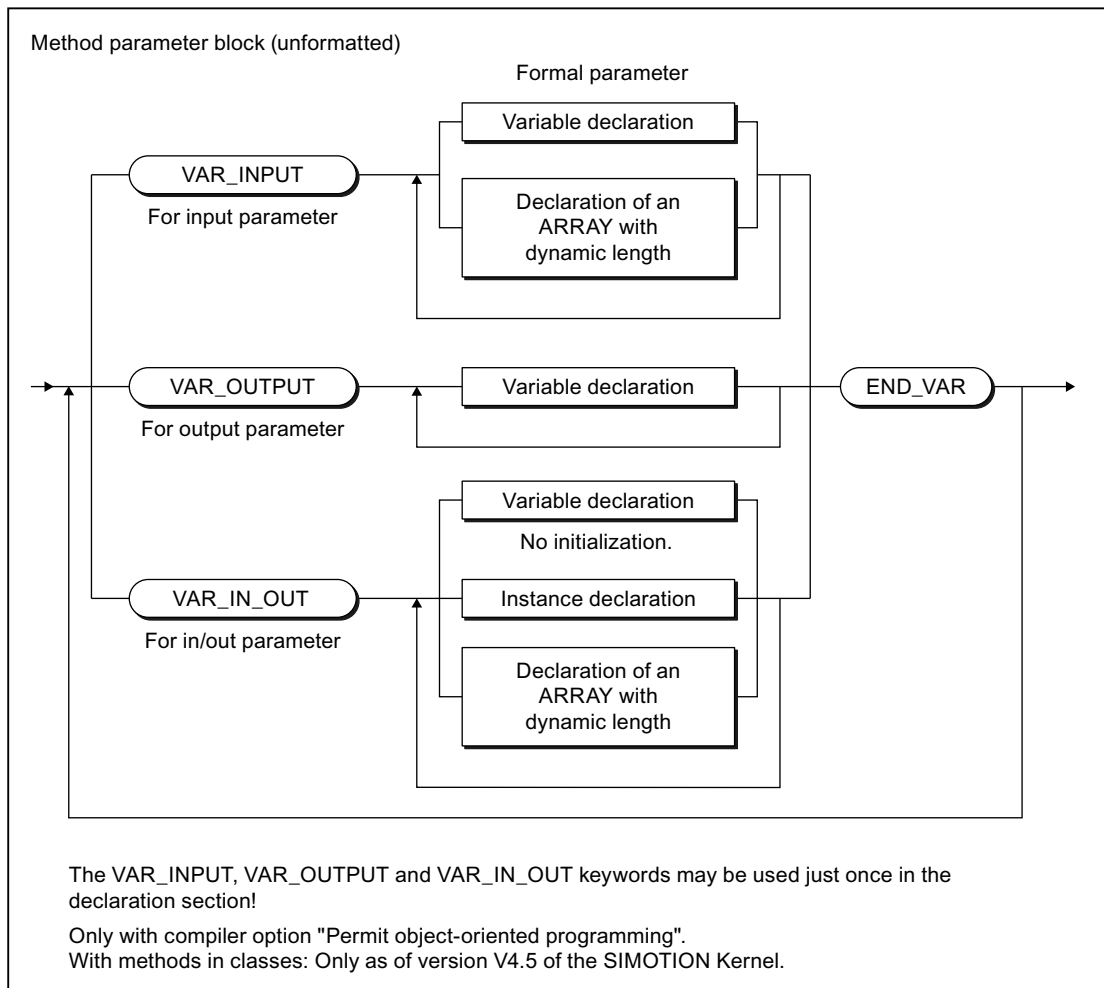 Method parameter block (unformatted)
Formal parameter
Variable declaration
VAR_INPUT
For input parameter
Declaration of an
ARRAY with
dynamic length
VAR_OUTPUT
For output parameter
Variable declaration
END_VAR
Variable declaration
No initialization.
VAR_IN_OUT
For in/out parameter
Instance declaration
Declaration of an
ARRAY with
dynamic length
The VAR_INPUT, VAR_OUTPUT and VAR_IN_OUT keywords may be used just once in the
declaration section!
Only with compiler option "Permit object-oriented programming".
With methods in classes: Only as of version V4.5 of the SIMOTION Kernel.